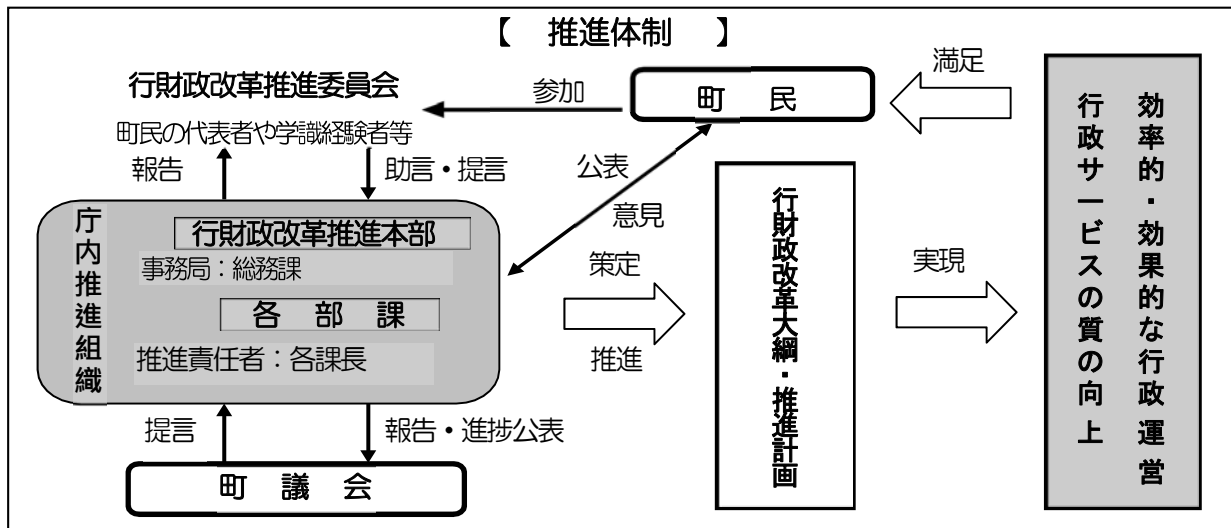 【 推進体制 】
行財政改革推進委員会
町民の代表者や学識経験者等
参加
町 民
満足
報告
助言・提言
公表
意見
庁内推進組織
行財政改革推進本部
事務局：総務課
各 部 課
推進責任者：各課長
策定
推進
行財政改革大綱・推進計画
実現
効率的・効果的な行政運営
行政サービスの質の向上
提言
報告・進捗公表
町 議 会